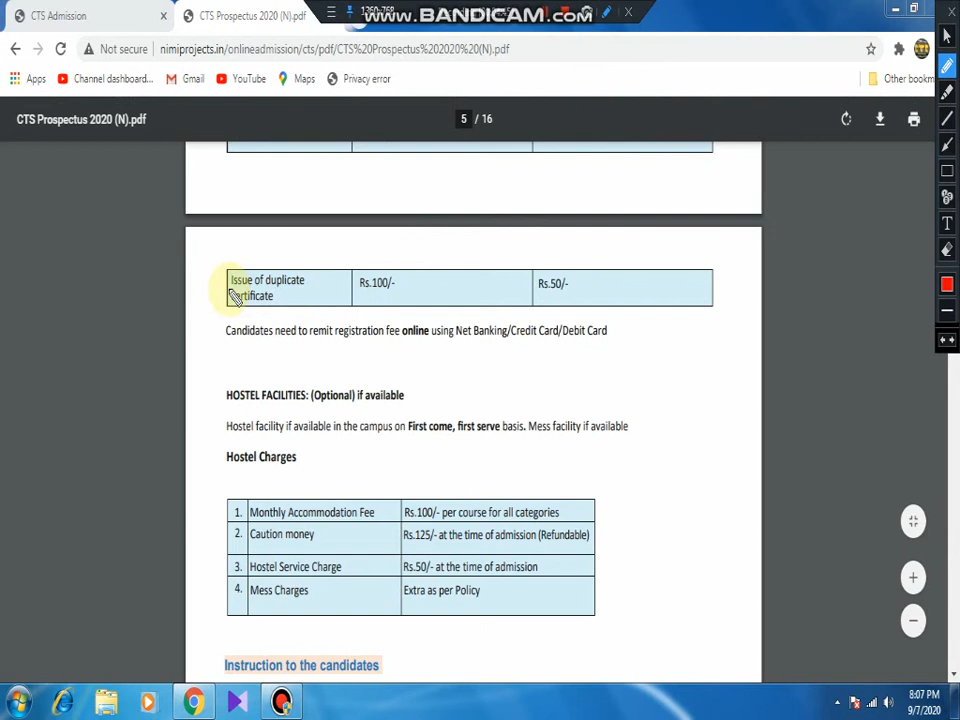 CTS Admission
CTS Prospectus 2020 (N).pdf
1280x768
www.BANDICAM.com
Not secure
nimiprojects.in/onlineadmission/cts/pdf/CTS%20Prospectus%202020%20(N).pdf
Apps
Channel dashboard...
Gmail
YouTube
Maps
Privacy error
Other bookm
CTS Prospectus 2020 (N).pdf
5 / 16
Issue of duplicate
certificate
Rs.100/-
Rs.50/-
Candidates need to remit registration fee online using Net Banking/Credit Card/Debit Card
HOSTEL FACILITIES: (Optional) if available
Hostel facility if available in the campus on First come, first serve basis. Mess facility if available
Hostel Charges
1. Monthly Accommodation Fee Rs.100/- per course for all categories
2. Caution money Rs.125/- at the time of admission (Refundable)
3. Hostel Service Charge Rs.50/- at the time of admission
4. Mess Charges Extra as per Policy
Instruction to the candidates
8:07 PM
9/7/2020